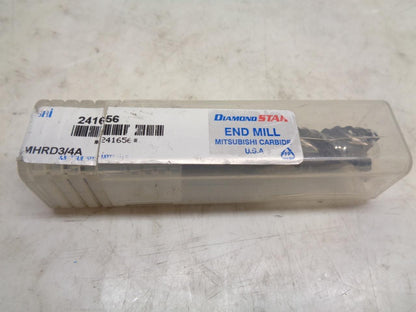 241656
*241656*
MHRD3/4A
DIAMOND STAR
END MILL
MITSUBISHI CARBIDE
U.S.A